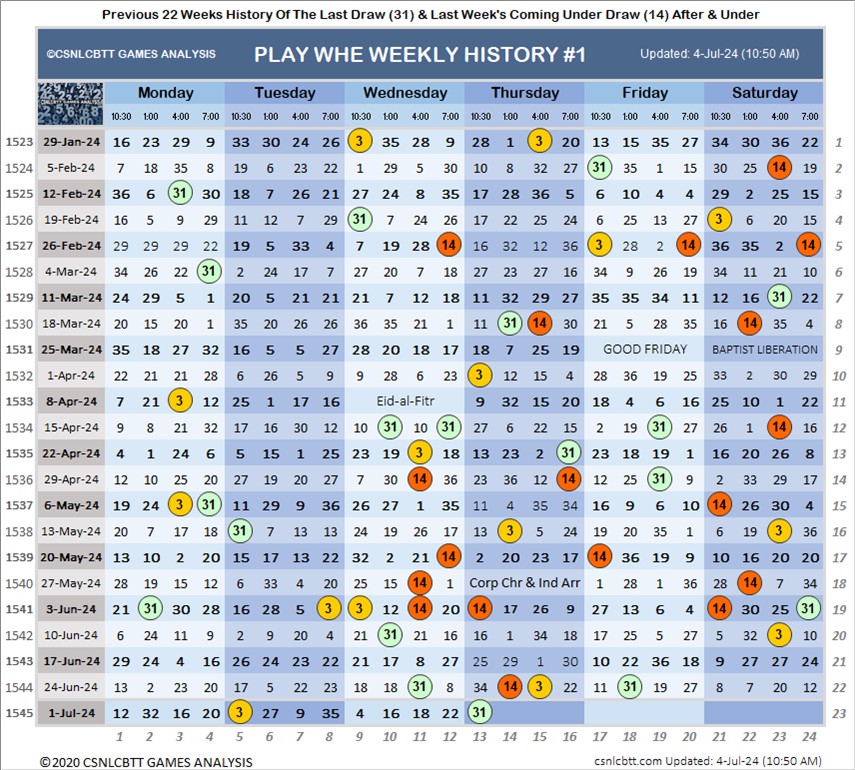 Previous 22 Weeks History Of The Last Draw (31) & Last Week's Coming Under Draw (14) After & Under
©CSNLCBTT GAMES ANALYSIS PLAY WHE WEEKLY HISTORY #1 Updated: 4-Jul-24 (10:50 AM)
Monday Tuesday Wednesday Thursday Friday Saturday
10:30 1:00 4:00 7:00 10:30 1:00 4:00 8:00 10:30 1:00 4:00 7:00 10:30 1:00 4:00 7:00 10:30 1:00 4:00 7:00 10:30 1:00 4:00 7:00
1523 29-Jan-24 16 23 29 9 33 30 24 26 3 35 28 9 28 1 3 20 13 15 35 27 34 30 36 22 1
1524 5-Feb-24 7 18 35 8 19 6 23 22 1 29 5 30 10 8 32 27 31 35 1 15 30 25 14 19 2
1525 12-Feb-24 36 6 31 30 18 7 26 21 27 24 8 35 17 28 36 5 6 10 4 4 29 2 25 15 3
1526 19-Feb-24 16 5 9 29 11 12 7 29 31 7 24 26 17 22 25 24 6 25 13 27 3 6 20 15 4
1527 26-Feb-24 29 29 29 22 19 5 33 4 7 19 28 14 16 32 12 36 3 28 2 14 36 35 2 14 5
1528 4-Mar-24 34 26 22 31 2 24 17 7 27 20 7 18 27 23 27 16 34 9 26 19 34 11 21 10 6
1529 11-Mar-24 24 29 5 1 20 5 21 21 21 7 12 18 11 32 29 27 35 35 34 11 12 16 31 22 7
1530 18-Mar-24 20 15 20 1 35 20 26 26 36 35 21 1 11 31 14 30 21 5 28 35 16 14 35 4 8
1531 25-Mar-24 35 18 27 32 16 5 5 27 28 20 18 17 18 7 25 19 GOOD FRIDAY BAPTIST LIBERATION 9
1532 1-Apr-24 22 21 21 28 6 26 5 9 9 28 6 23 3 12 15 4 28 36 19 25 33 2 30 29 10
1533 8-Apr-24 7 21 3 12 25 1 17 16 Eid-al-Fitr 9 32 15 20 18 4 6 16 25 10 1 22 11
1534 15-Apr-24 9 8 21 32 17 16 30 12 10 31 10 31 27 6 22 15 2 19 31 27 26 1 14 16 12
1535 22-Apr-24 4 1 24 6 5 15 1 25 23 19 3 18 13 23 2 31 23 18 19 1 16 20 26 8 13
1536 29-Apr-24 12 10 25 20 27 19 20 27 7 30 14 36 23 36 12 14 12 24 31 9 2 33 29 17 14
1537 6-May-24 19 24 3 31 11 29 9 36 26 27 1 35 11 4 35 34 16 9 6 10 14 26 30 4 15
1538 13-May-24 20 7 17 18 31 7 13 13 24 19 26 17 13 3 5 24 19 20 35 1 6 19 3 36 16
1539 20-May-24 13 10 2 20 15 17 13 22 32 2 21 14 2 20 23 17 14 36 19 9 10 16 20 20 17
1540 27-May-24 28 19 15 12 6 33 4 20 25 15 14 1 Corp Chr & Ind Arr 1 28 1 36 28 14 7 34 18
1541 3-Jun-24 21 31 30 28 16 28 5 3 3 12 14 20 14 17 26 9 27 13 6 4 14 30 25 31 19
1542 10-Jun-24 6 24 11 9 2 9 20 4 10 31 21 16 16 1 34 18 17 25 5 27 5 32 3 10 20
1543 17-Jun-24 29 24 4 16 26 24 23 22 21 17 8 27 25 29 1 30 10 22 36 18 9 27 27 24 21
1544 24-Jun-24 13 2 23 20 17 5 22 23 18 18 31 8 34 14 3 22 11 31 19 27 8 7 20 12 22
1545 1-Jul-24 12 32 16 20 3 27 9 35 4 16 18 22 31 23
1 2 3 4 5 6 7 8 9 10 11 12 13 14 15 16 17 18 19 20 21 22 23 24
©2020 CSNLCBTT GAMES ANALYSIS csnlcbtt.com Updated: 4-Jul-24 (10:50 AM)